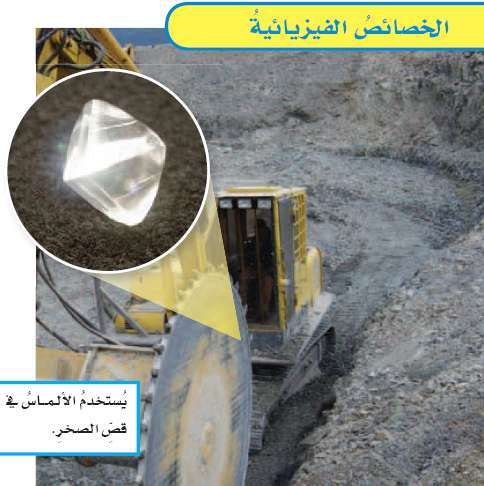 الخصائصُ الفيزيائيةُ
يُستخدمُ الألماسُ في
قصّ الصخرِ.